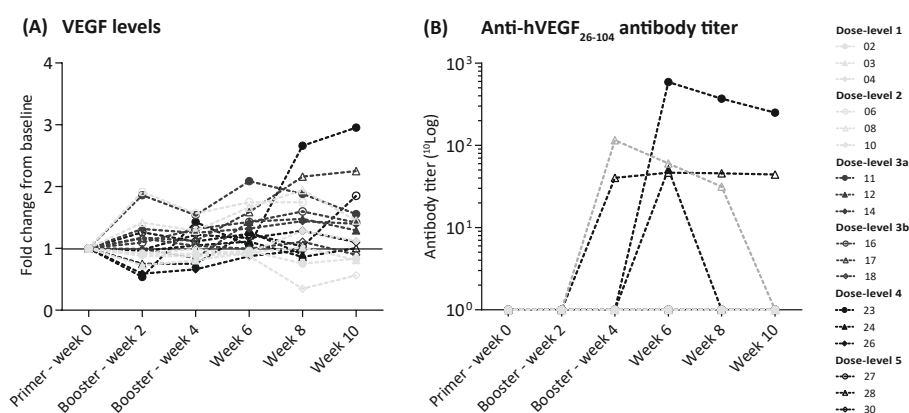 (A) VEGF levels
4
3
2
1
0
Fold change from baseline
Primer - week 0
Booster - week 2
Booster - week 4
Week 6
Week 8
Week 10
(B) Anti-hVEGF26-104 antibody titer
10³
10²
10¹
10⁰
Antibody titer (¹⁰Log)
Primer - week 0
Booster - week 2
Booster - week 4
Week 6
Week 8
Week 10
Dose-level 1
02
03
04
Dose-level 2
06
08
10
Dose-level 3a
11
12
14
Dose-level 3b
16
17
18
Dose-level 4
23
24
26
Dose-level 5
27
28
30